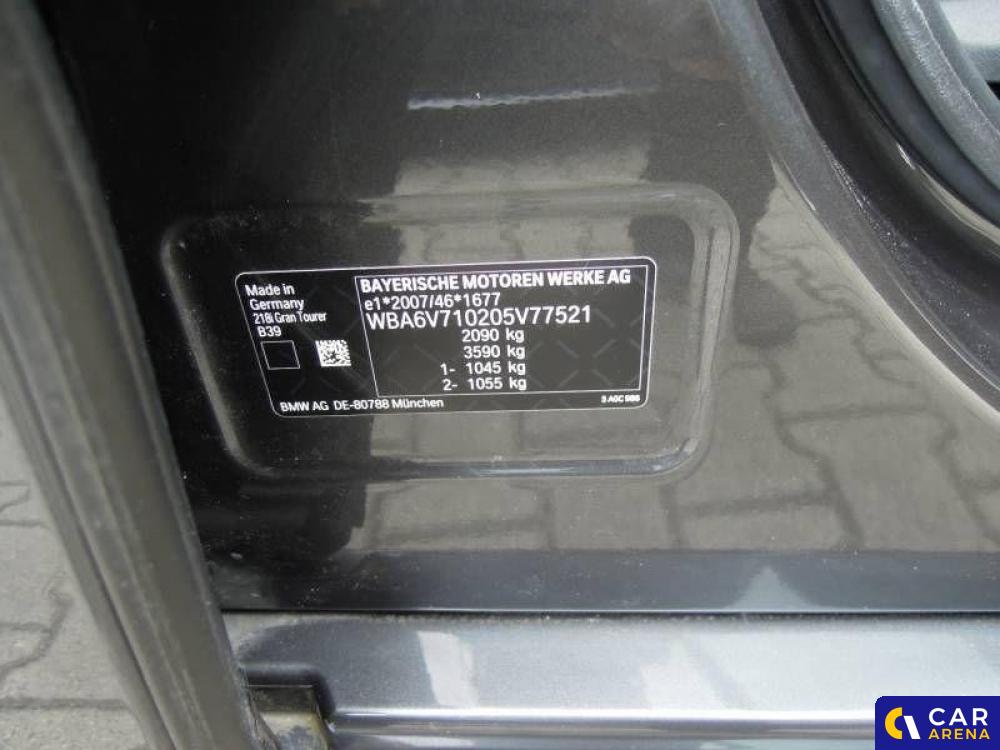 Made in
Germany
218i Gran Tourer
B39
BAYERISCHE MOTOREN WERKE AG
e1*2007/46*1677
WBA6V710205V77521
2090 kg
3590 kg
1- 1045 kg
2- 1055 kg
BMW AG DE-80788 München
CAR
ARENA